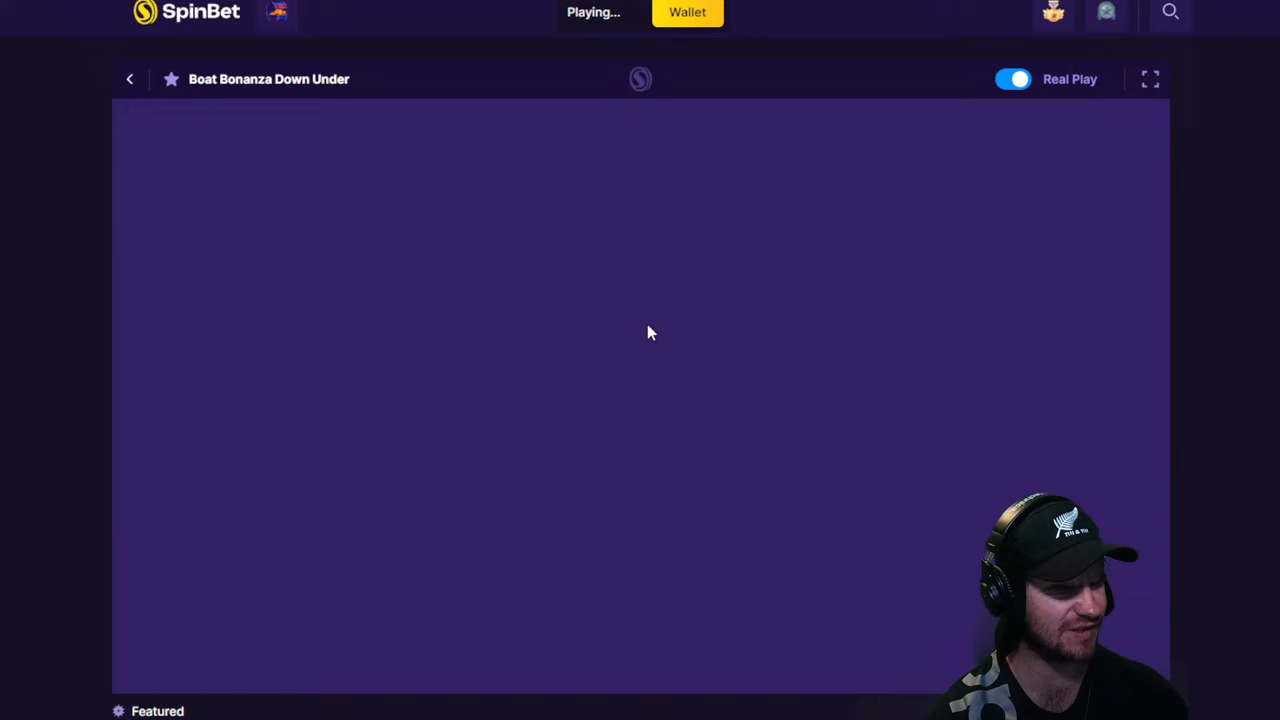 SpinBet
Playing...
Wallet
Boat Bonanza Down Under
Real Play
Featured